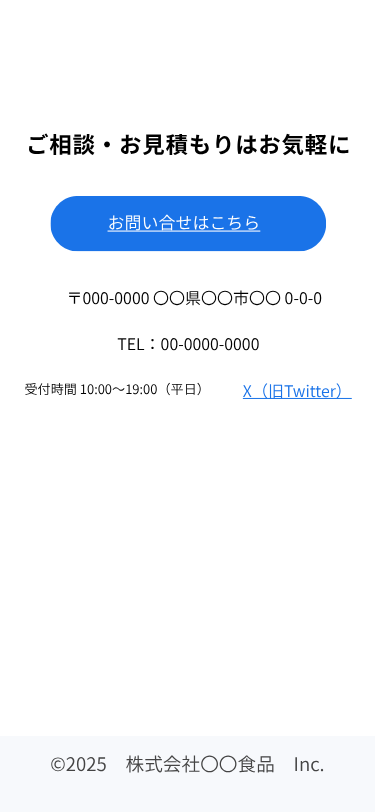 ご相談・お見積もりはお気軽に
お問い合せはこちら
〒000-0000 〇〇県〇〇市〇〇 0-0-0
TEL：00-0000-0000
受付時間 10:00～19:00（平日）
X（旧Twitter）
©2025　株式会社〇〇食品　Inc.